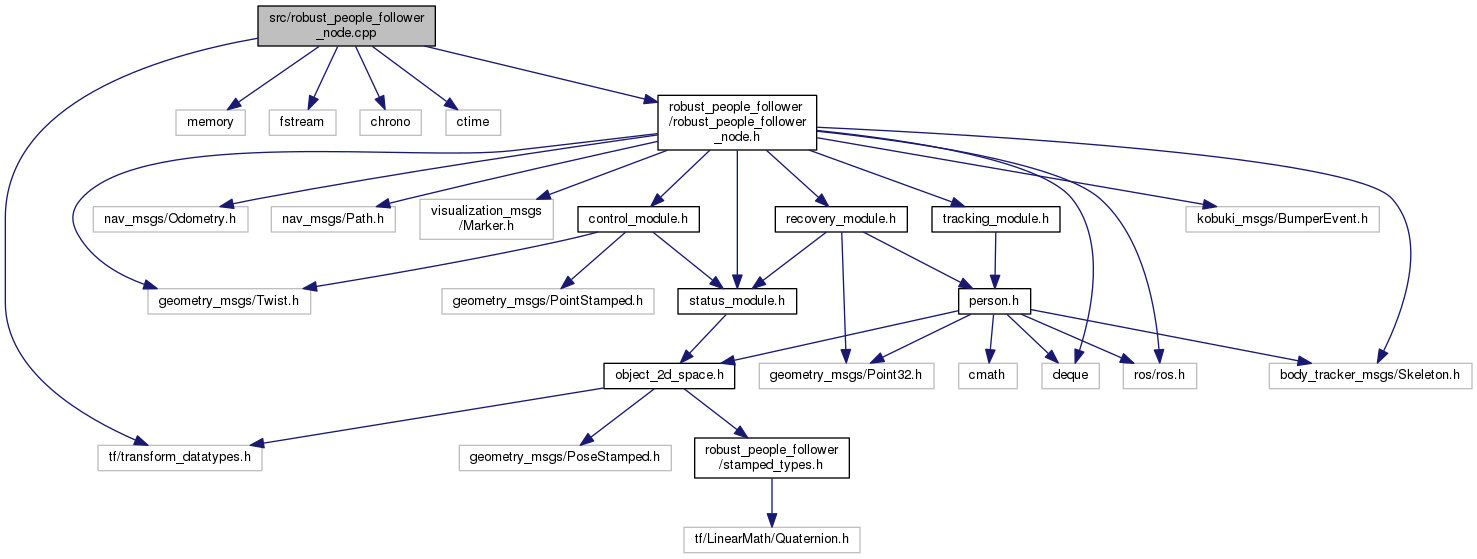 src/robust_people_follower
_node.cpp
memory
fstream
chrono
ctime
robust_people_follower
/robust_people_follower
_node.h
nav_msgs/Odometry.h
nav_msgs/Path.h
visualization_msgs
/Marker.h
control_module.h
recovery_module.h
tracking_module.h
kobuki_msgs/BumperEvent.h
geometry_msgs/Twist.h
geometry_msgs/PointStamped.h
status_module.h
person.h
object_2d_space.h
geometry_msgs/Point32.h
cmath
deque
ros/ros.h
body_tracker_msgs/Skeleton.h
tf/transform_datatypes.h
geometry_msgs/PoseStamped.h
robust_people_follower
/stamped_types.h
tf/LinearMath/Quaternion.h